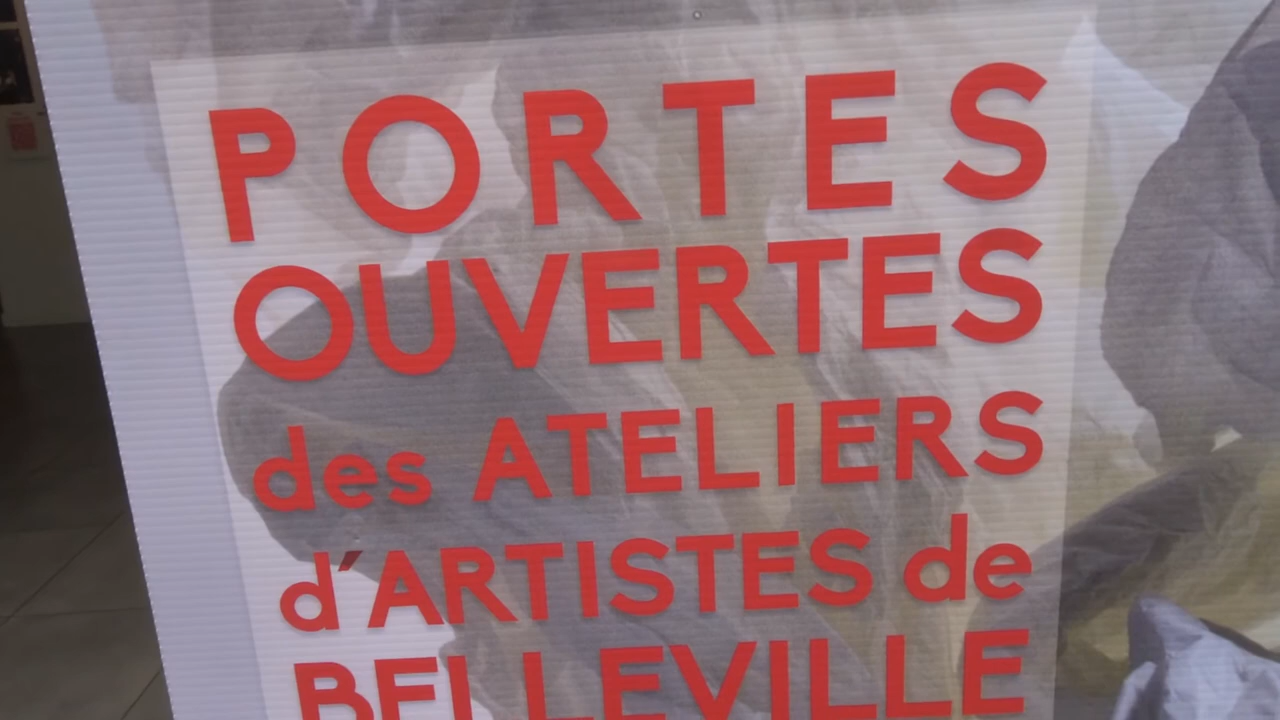 PORTES
OUVERTES
des ATELIERS
d'ARTISTES de
BELLEVILLE